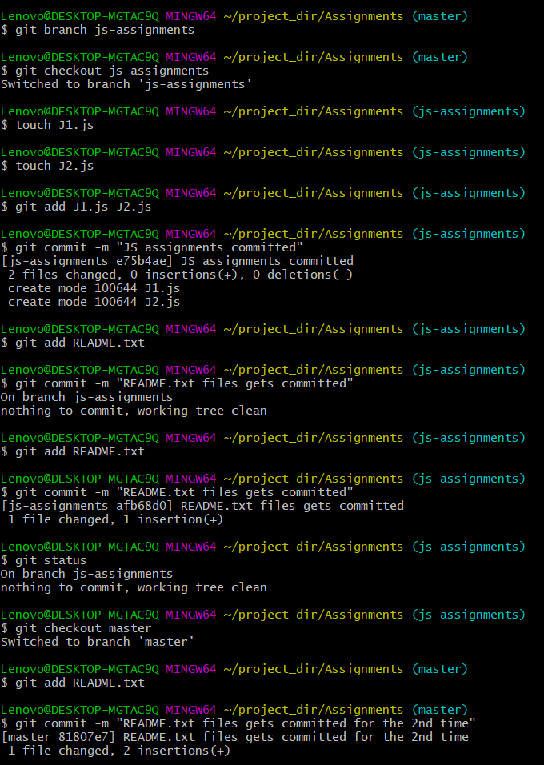 Lenovo@DESKTOP-MGTAC9Q MINGW64 ~/project_dir/Assignments (master)
$ git branch js-assignments
Lenovo@DESKTOP-MGTAC9Q MINGW64 ~/project_dir/Assignments (master)
$ git checkout js-assignments
Switched to branch 'js-assignments'
Lenovo@DESKTOP-MGTAC9Q MINGW64 ~/project_dir/Assignments (js-assignments)
$ touch J1.js
Lenovo@DESKTOP-MGTAC9Q MINGW64 ~/project_dir/Assignments (js-assignments)
$ touch J2.js
Lenovo@DESKTOP-MGTAC9Q MINGW64 ~/project_dir/Assignments (js-assignments)
$ git add J1.js J2.js
Lenovo@DESKTOP-MGTAC9Q MINGW64 ~/project_dir/Assignments (js-assignments)
$ git commit -m "JS assignments committed"
[js-assignments e75b4ae] JS assignments committed
2 files changed, 0 insertions(+), 0 deletions(-)
create mode 100644 J1.js
create mode 100644 J2.js
Lenovo@DESKTOP-MGTAC9Q MINGW64 ~/project_dir/Assignments (js-assignments)
$ git add README.txt
Lenovo@DESKTOP-MGTAC9Q MINGW64 ~/project_dir/Assignments (js-assignments)
$ git commit -m "README.txt files gets committed"
On branch js-assignments
nothing to commit, working tree clean
Lenovo@DESKTOP-MGTAC9Q MINGW64 ~/project_dir/Assignments (js-assignments)
$ git add README.txt
Lenovo@DESKTOP-MGTAC9Q MINGW64 ~/project_dir/Assignments (js-assignments)
$ git commit -m "README.txt files gets committed"
[js-assignments afb68d0] README.txt files gets committed
1 file changed, 1 insertion(+)
Lenovo@DESKTOP-MGTAC9Q MINGW64 ~/project_dir/Assignments (js-assignments)
$ git status
On branch js-assignments
nothing to commit, working tree clean
Lenovo@DESKTOP-MGTAC9Q MINGW64 ~/project_dir/Assignments (js-assignments)
$ git checkout master
Switched to branch 'master'
Lenovo@DESKTOP-MGTAC9Q MINGW64 ~/project_dir/Assignments (master)
$ git add README.txt
Lenovo@DESKTOP-MGTAC9Q MINGW64 ~/project_dir/Assignments (master)
$ git commit -m "README.txt files gets committed for the 2nd time"
[master 81807e7] README.txt files gets committed for the 2nd time
1 file changed, 2 insertions(+)